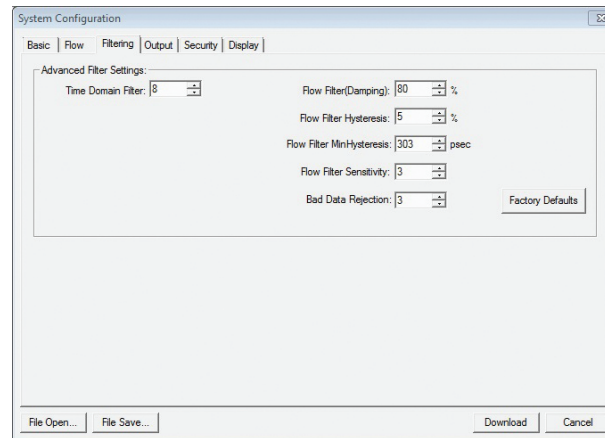 System Configuration
Basic Flow Filtering Output Security Display
Advanced Filter Settings:
Time Domain Filter: 8
Flow Filter(Damping): 80 %
Flow Filter Hysteresis: 5 %
Flow Filter MinHysteresis: 303 psec
Flow Filter Sensitivity: 3
Bad Data Rejection: 3
Factory Defaults
File Open... File Save... Download Cancel